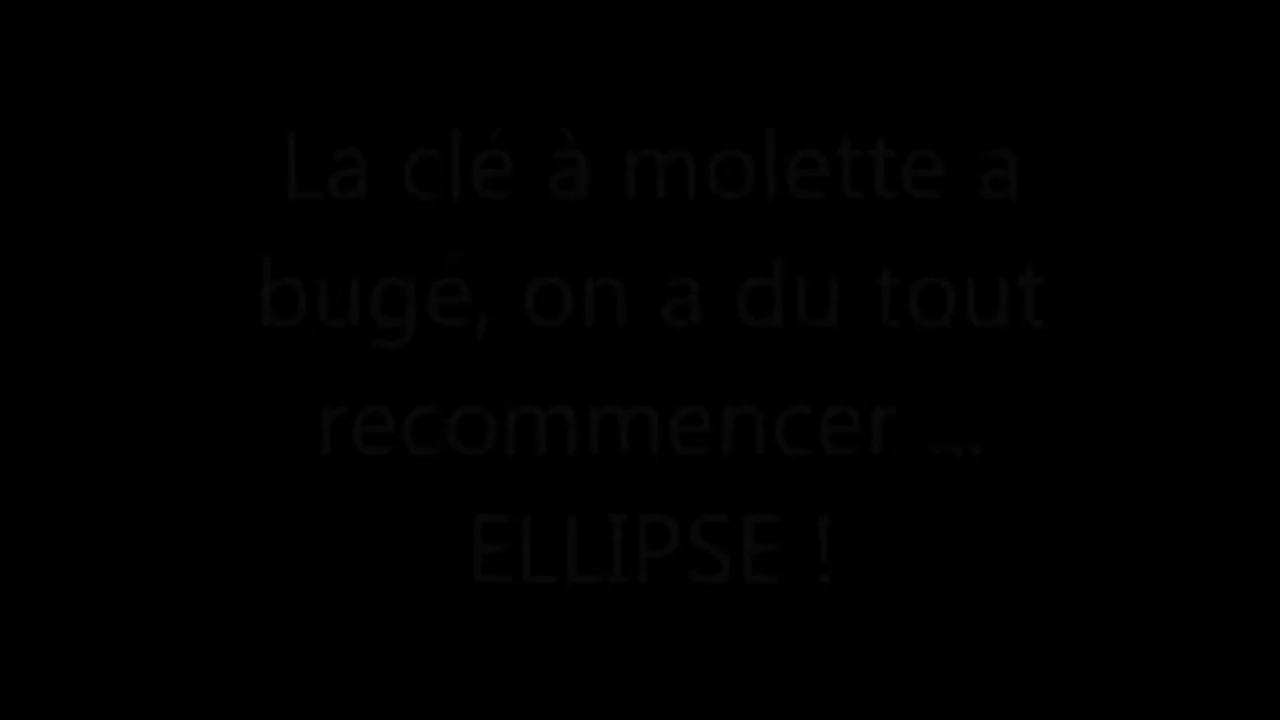 La clé à molette a
bugé, on a du tout
recommencer ...
ELLIPSE !